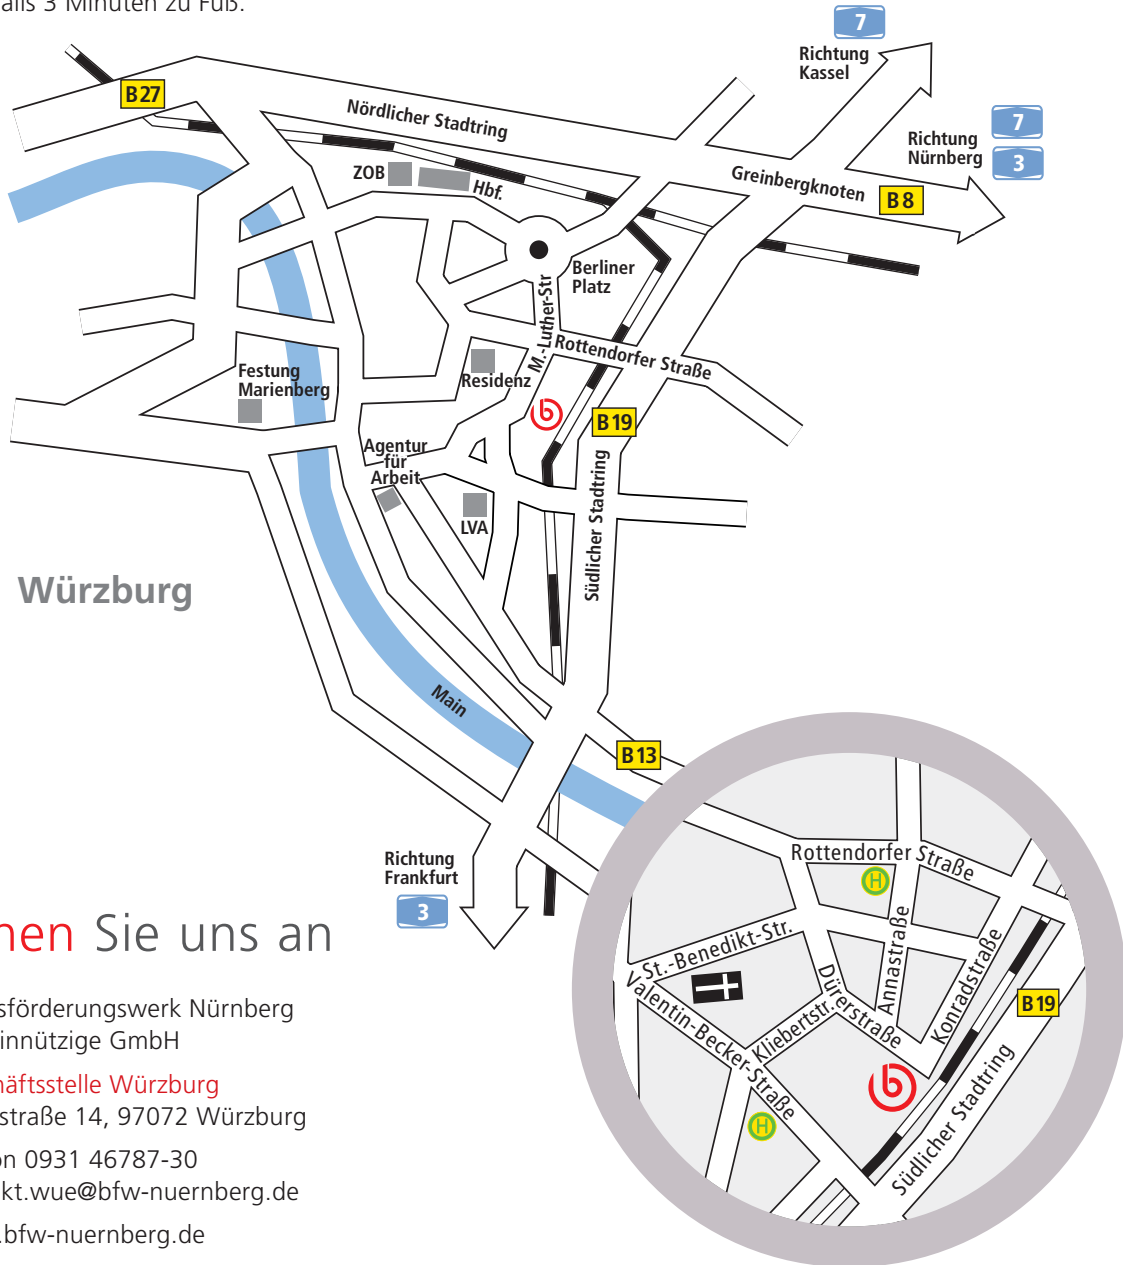 alls 3 Minuten zu Fuß.
7
Richtung
Kassel
B27
Nördlicher Stadtring
7
Richtung
Nürnberg
3
ZOB
Hbf.
Greinbergknoten
B8
Berliner
Platz
M.-Luther-Str
Rottendorfer Straße
Festung
Marienberg
Residenz
b
B19
Agentur
für
Arbeit
LVA
Südlicher Stadtring
Würzburg
Main
B13
Richtung
Frankfurt
3
Rottendorfer Straße
H
St.-Benedikt-Str.
Annastraße
Konradstraße
Dürerstraße
Valentin-Becker-Straße
Kliebertstr.
B19
b
H
Südlicher Stadtring
nen Sie uns an
sförderungswerk Nürnberg
innützige GmbH
häftsstelle Würzburg
straße 14, 97072 Würzburg
on 0931 46787-30
kt.wue@bfw-nuernberg.de
.bfw-nuernberg.de